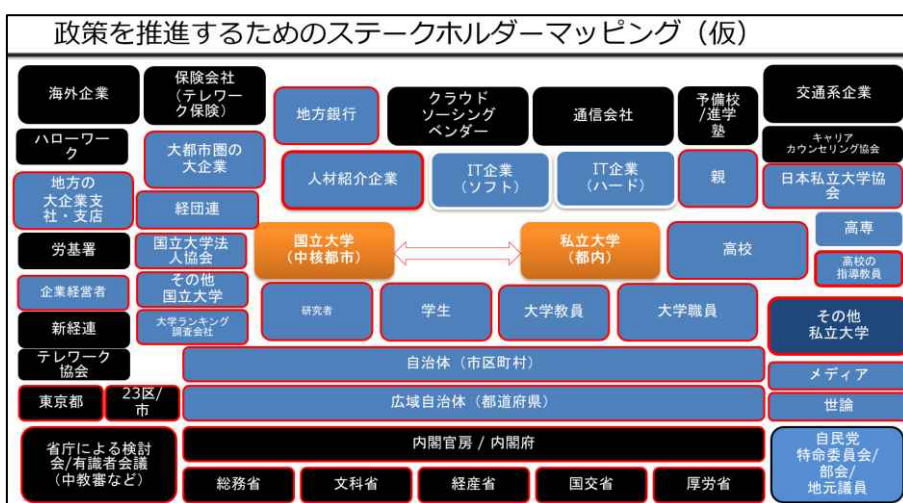 政策を推進するためのステークホルダーマッピング（仮）
海外企業
保険会社
（テレワー
ク保険）
地方銀行
クラウド
ソーシング
ベンダー
通信会社
予備校
/進学
塾
交通系企業
ハローワー
ク
大都市圏の
大企業
人材紹介企業
IT企業
（ソフト）
IT企業
（ハード）
親
キャリア
カウンセリング協会
地方の
大企業支
社・支店
経団連
日本私立大学協
会
労基署
国立大学法
人協会
国立大学
（中核都市）
私立大学
（都内）
高校
高専
高校の
指導教員
企業経営者
その他
国立大学
研究者
学生
大学教員
大学職員
その他
私立大学
新経連
大学ランキング
調査会社
テレワーク
協会
自治体（市区町村）
メディア
東京都
23区/
市
広域自治体（都道府県）
世論
省庁による検討
会/有識者会議
（中教審など）
内閣官房 / 内閣府
自民党
特命委員会/
部会/
地元議員
総務省
文科省
経産省
国交省
厚労省